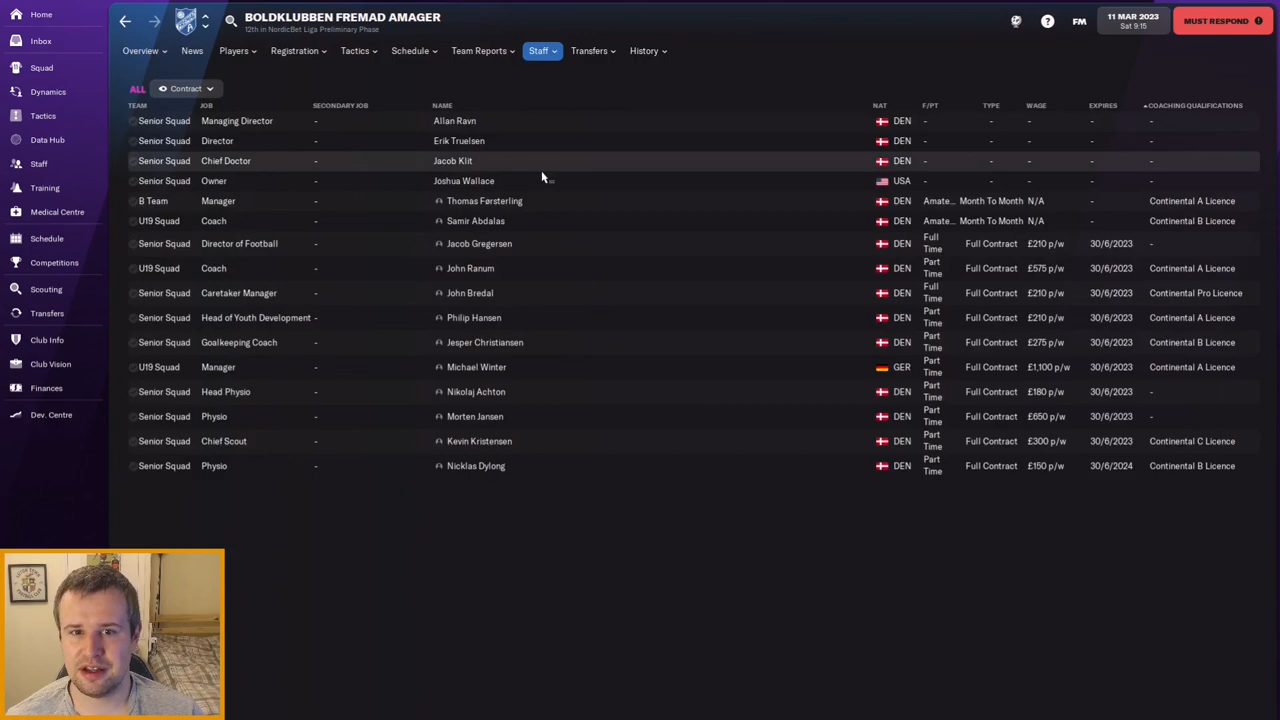 Home
Inbox
Squad
Dynamics
Tactics
Data Hub
Staff
Training
Medical Centre
Schedule
Competitions
Scouting
Transfers
Club Info
Club Vision
Finances
Dev. Centre
BOLDKLUBBEN FREMAD AMAGER
12th in NordicBet Liga Preliminary Phase
? FM 11 MAR 2023 Sat 9:15 MUST RESPOND
Overview News Players Registration Tactics Schedule Team Reports Staff Transfers History
ALL Contract
TEAM JOB SECONDARY JOB NAME NAT F/PT TYPE WAGE EXPIRES COACHING QUALIFICATIONS
Senior Squad Managing Director - Allan Ravn DEN - - - - -
Senior Squad Director - Erik Truelsen DEN - - - - -
Senior Squad Chief Doctor - Jacob Klit DEN - - - - -
Senior Squad Owner - Joshua Wallace USA - - - - -
B Team Manager - Thomas Førsterling DEN Amate... Month To Month N/A - Continental A Licence
U19 Squad Coach - Samir Abdalas DEN Amate... Month To Month N/A - Continental B Licence
Senior Squad Director of Football - Jacob Gregersen DEN Full Time Full Contract £210 p/w 30/6/2023 -
U19 Squad Coach - John Ranum DEN Part Time Full Contract £575 p/w 30/6/2023 Continental A Licence
Senior Squad Caretaker Manager - John Bredal DEN Full Time Full Contract £210 p/w 30/6/2023 Continental Pro Licence
Senior Squad Head of Youth Development - Philip Hansen DEN Part Time Full Contract £210 p/w 30/6/2023 Continental A Licence
Senior Squad Goalkeeping Coach - Jesper Christiansen DEN Part Time Full Contract £275 p/w 30/6/2023 Continental B Licence
U19 Squad Manager - Michael Winter GER Part Time Full Contract £1,100 p/w 30/6/2023 Continental A Licence
Senior Squad Head Physio - Nikolaj Achton DEN Part Time Full Contract £180 p/w 30/6/2023 -
Senior Squad Physio - Morten Jansen DEN Part Time Full Contract £650 p/w 30/6/2023 -
Senior Squad Chief Scout - Kevin Kristensen DEN Part Time Full Contract £300 p/w 30/6/2023 Continental C Licence
Senior Squad Physio - Nicklas Dylong DEN Part Time Full Contract £150 p/w 30/6/2024 Continental B Licence